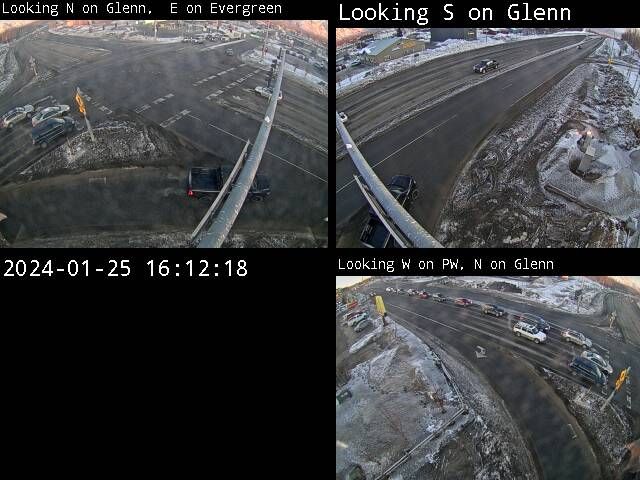 Looking N on Glenn,  E on Evergreen
Looking S on Glenn
2024-01-25 16:12:18
Looking W on PW, N on Glenn